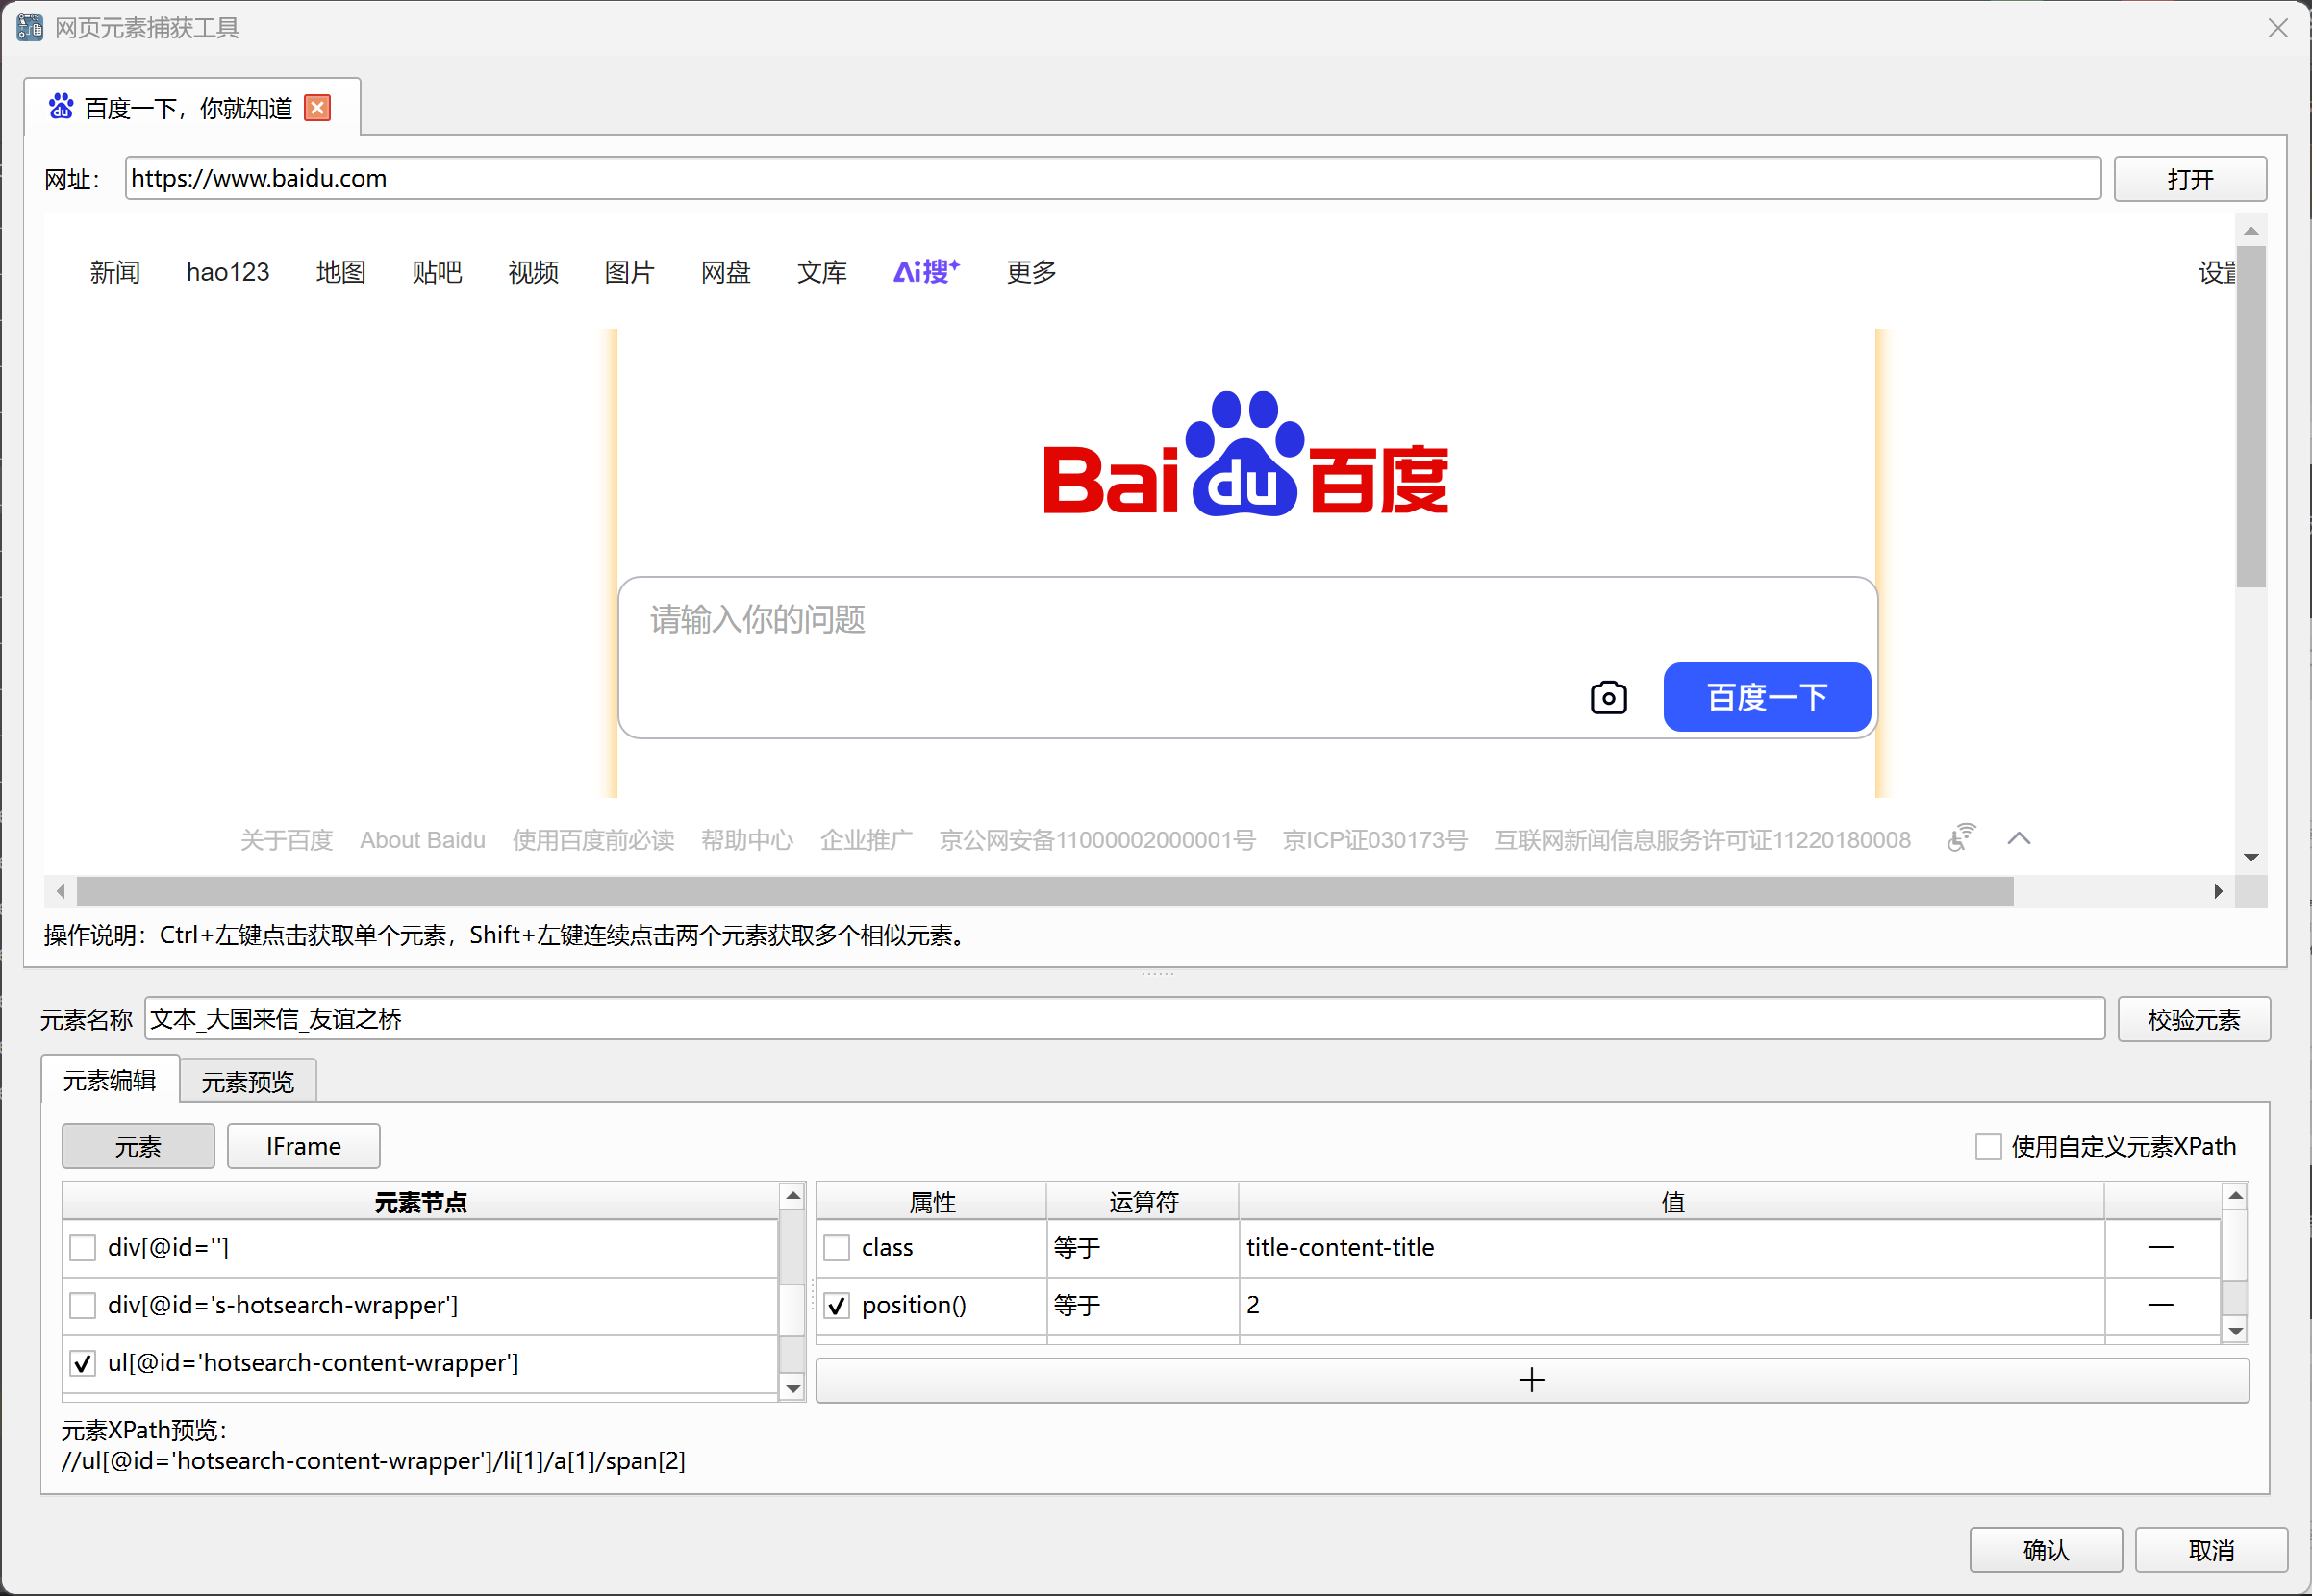 网页元素捕获工具
百度一下，你就知道
网址： https://www.baidu.com 打开
新闻 hao123 地图 贴吧 视频 图片 网盘 文库 Ai搜 更多 设置
Bai du 百度
请输入你的问题
百度一下
关于百度 About Baidu 使用百度前必读 帮助中心 企业推广 京公网安备11000002000001号 京ICP证030173号 互联网新闻信息服务许可证11220180008
操作说明：Ctrl+左键点击获取单个元素，Shift+左键连续点击两个元素获取多个相似元素。
元素名称 文本_大国来信_友谊之桥 校验元素
元素编辑 元素预览
元素 IFrame 使用自定义元素XPath
元素节点 属性 运算符 值
div[@id=''] class 等于 title-content-title —
div[@id='s-hotsearch-wrapper'] position() 等于 2 —
ul[@id='hotsearch-content-wrapper']
+
元素XPath预览：
//ul[@id='hotsearch-content-wrapper']/li[1]/a[1]/span[2]
确认 取消